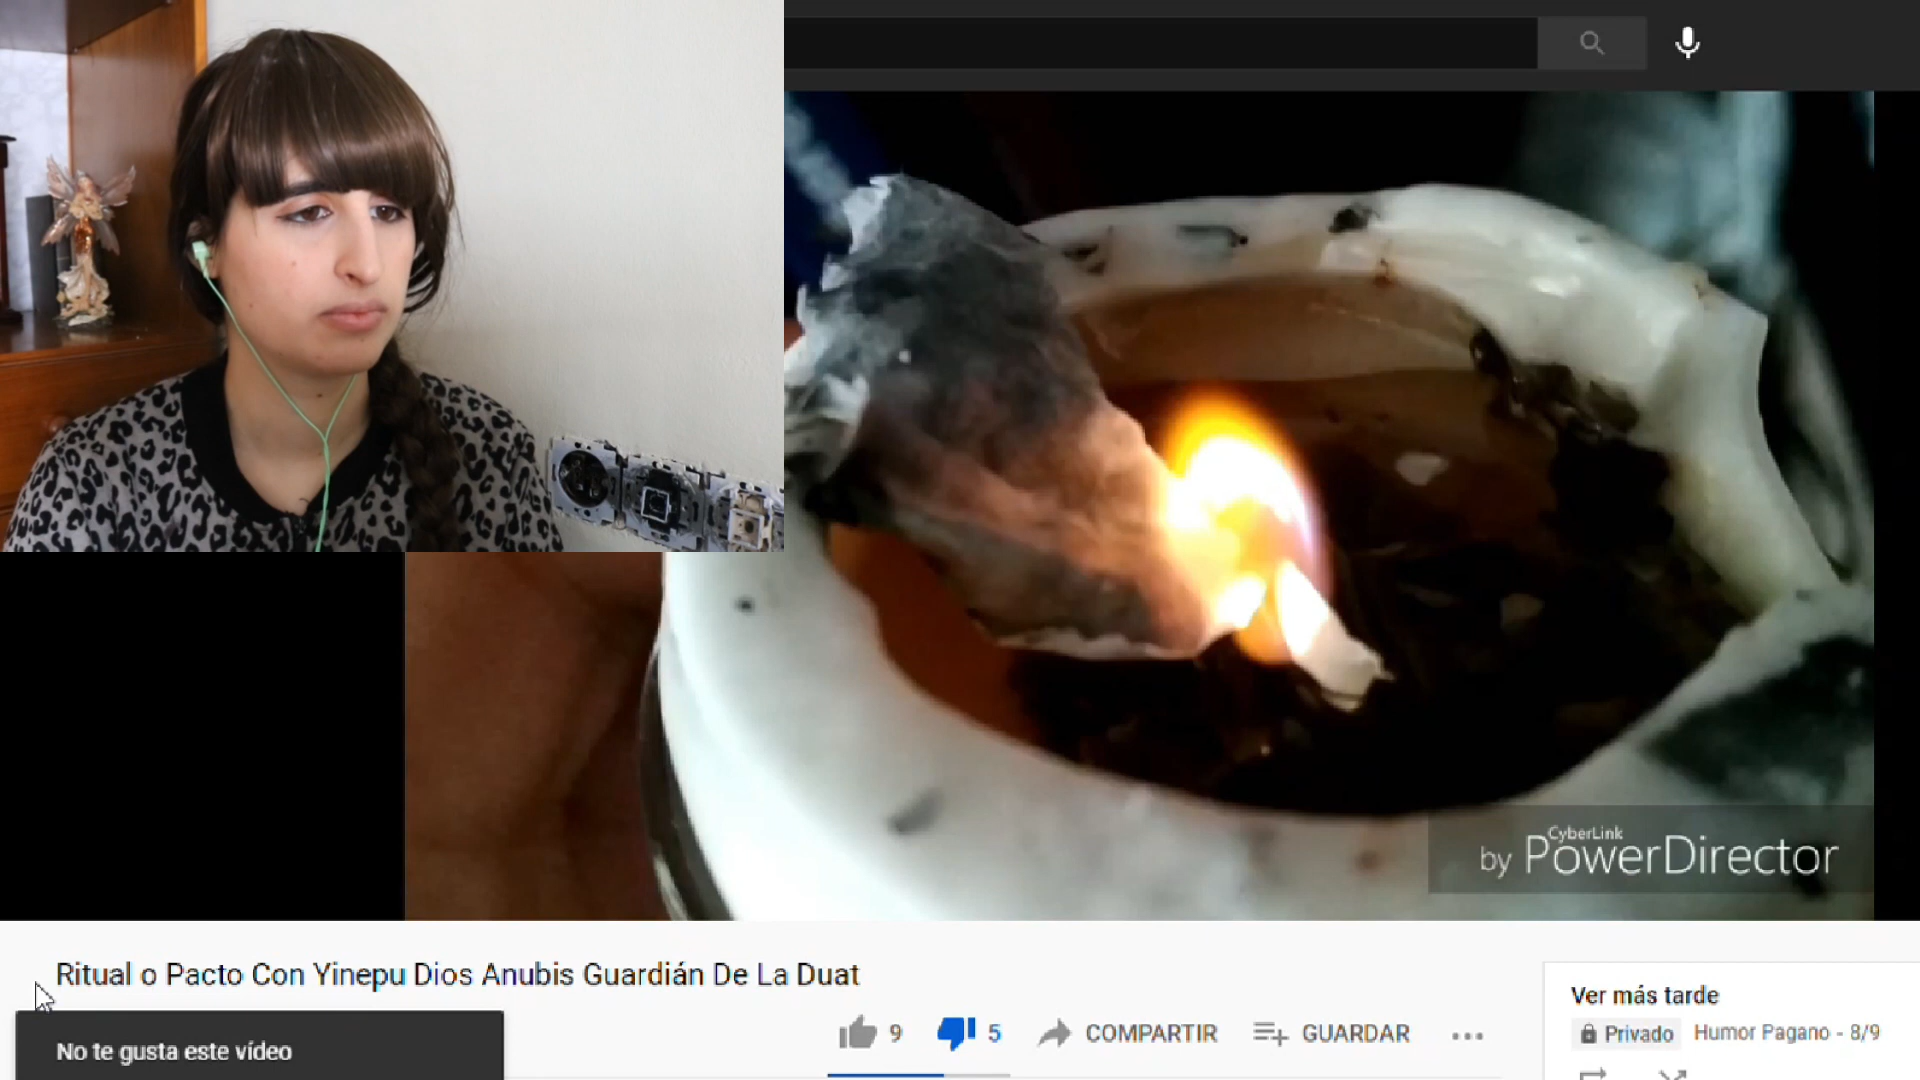 CyberLink
by PowerDirector
Ritual o Pacto Con Yinepu Dios Anubis Guardián De La Duat
No te gusta este vídeo
9 5 COMPARTIR GUARDAR
Ver más tarde
Privado Humor Pagano - 8/9